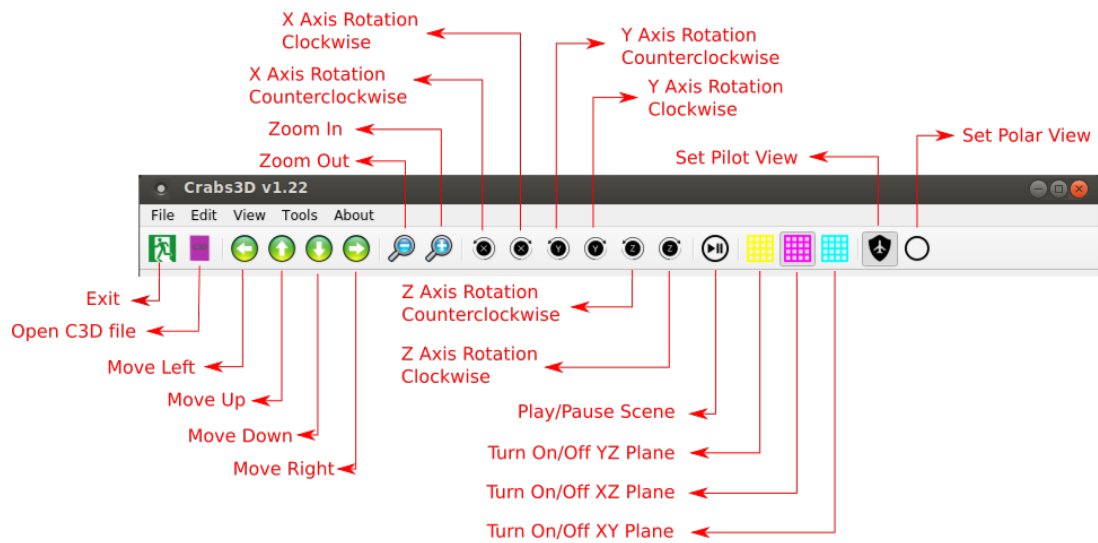 X Axis Rotation
Clockwise
Y Axis Rotation
Counterclockwise
X Axis Rotation
Counterclockwise
Y Axis Rotation
Clockwise
Zoom In
Set Polar View
Zoom Out
Set Pilot View
Crabs3D v1.22
File Edit View Tools About
X X Y Y Z Z
Exit
Z Axis Rotation
Counterclockwise
Open C3D file
Move Left
Z Axis Rotation
Clockwise
Move Up
Play/Pause Scene
Move Down
Turn On/Off YZ Plane
Move Right
Turn On/Off XZ Plane
Turn On/Off XY Plane